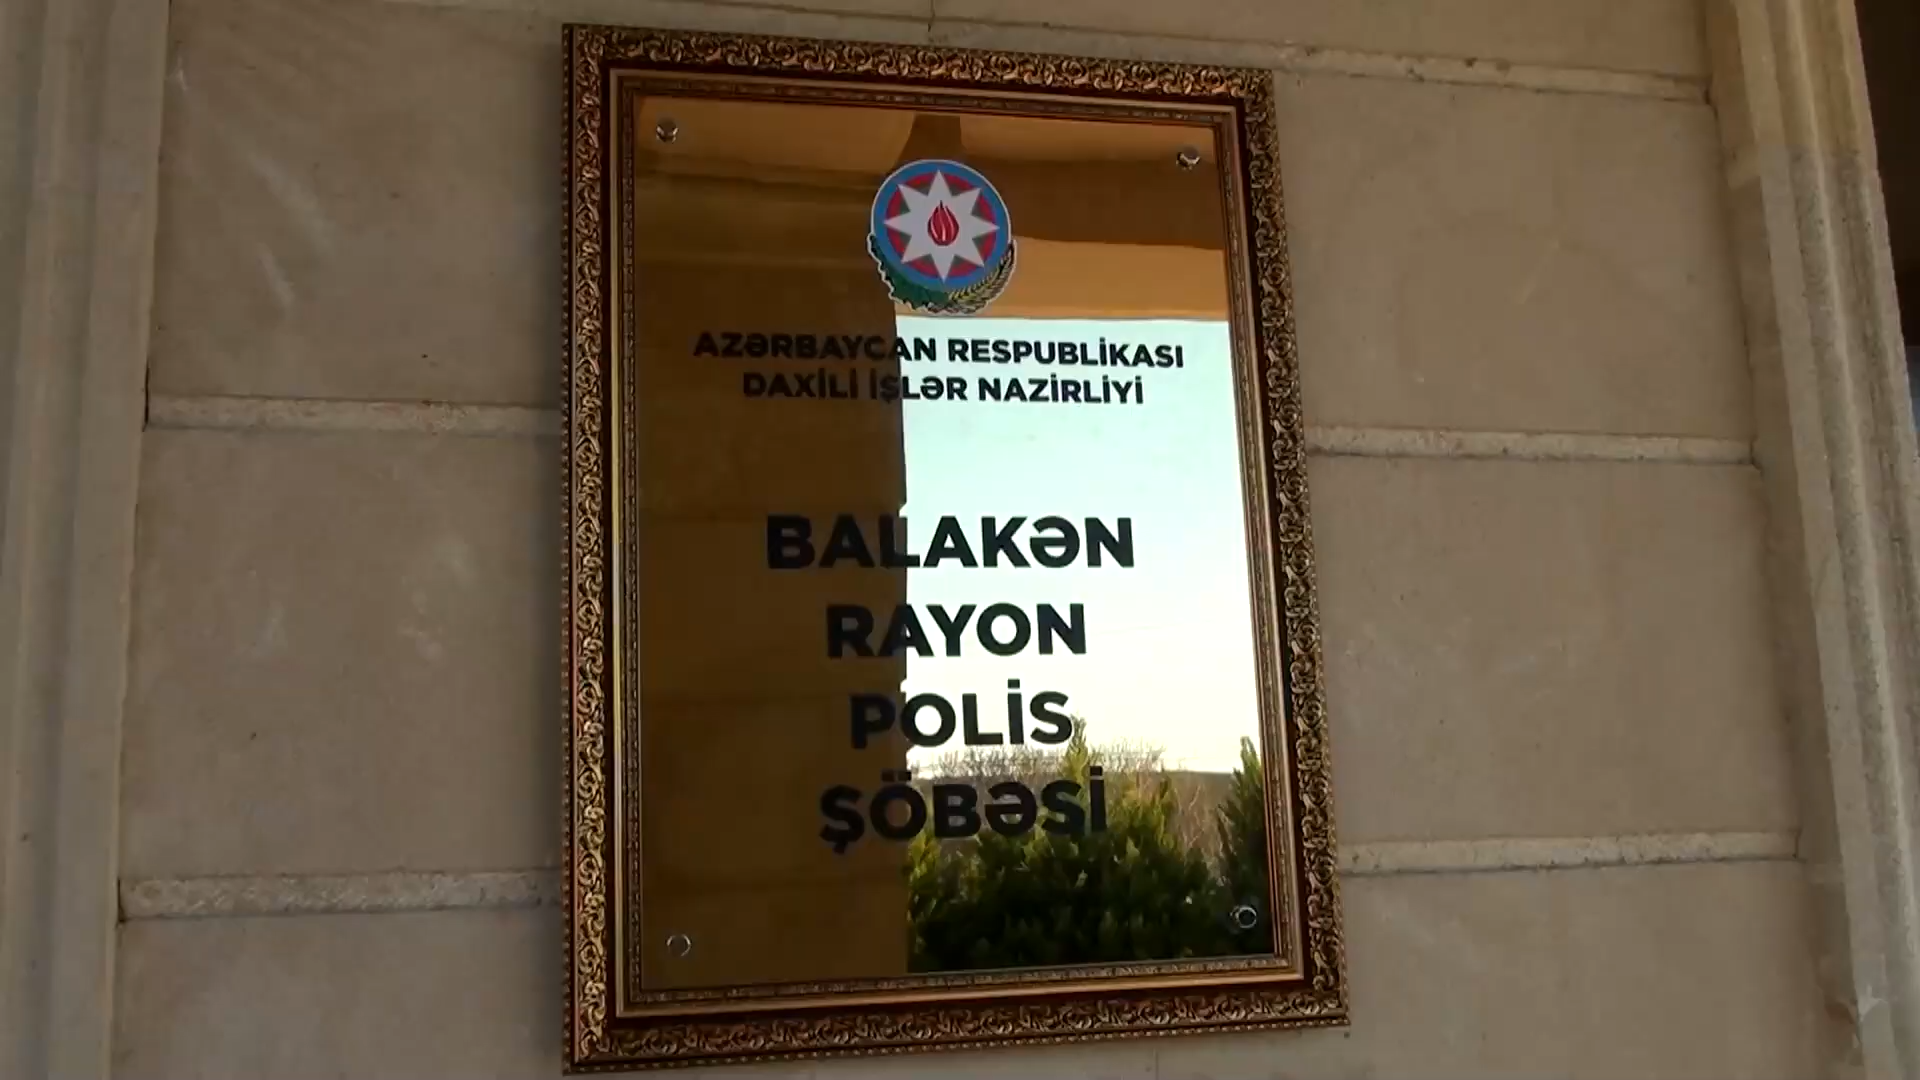 AZƏRBAYCAN RESPUBLİKASI
DAXİLİ İŞLƏR NAZİRLİYİ
BALAKƏN
RAYON
POLİS
ŞÖBƏSİ